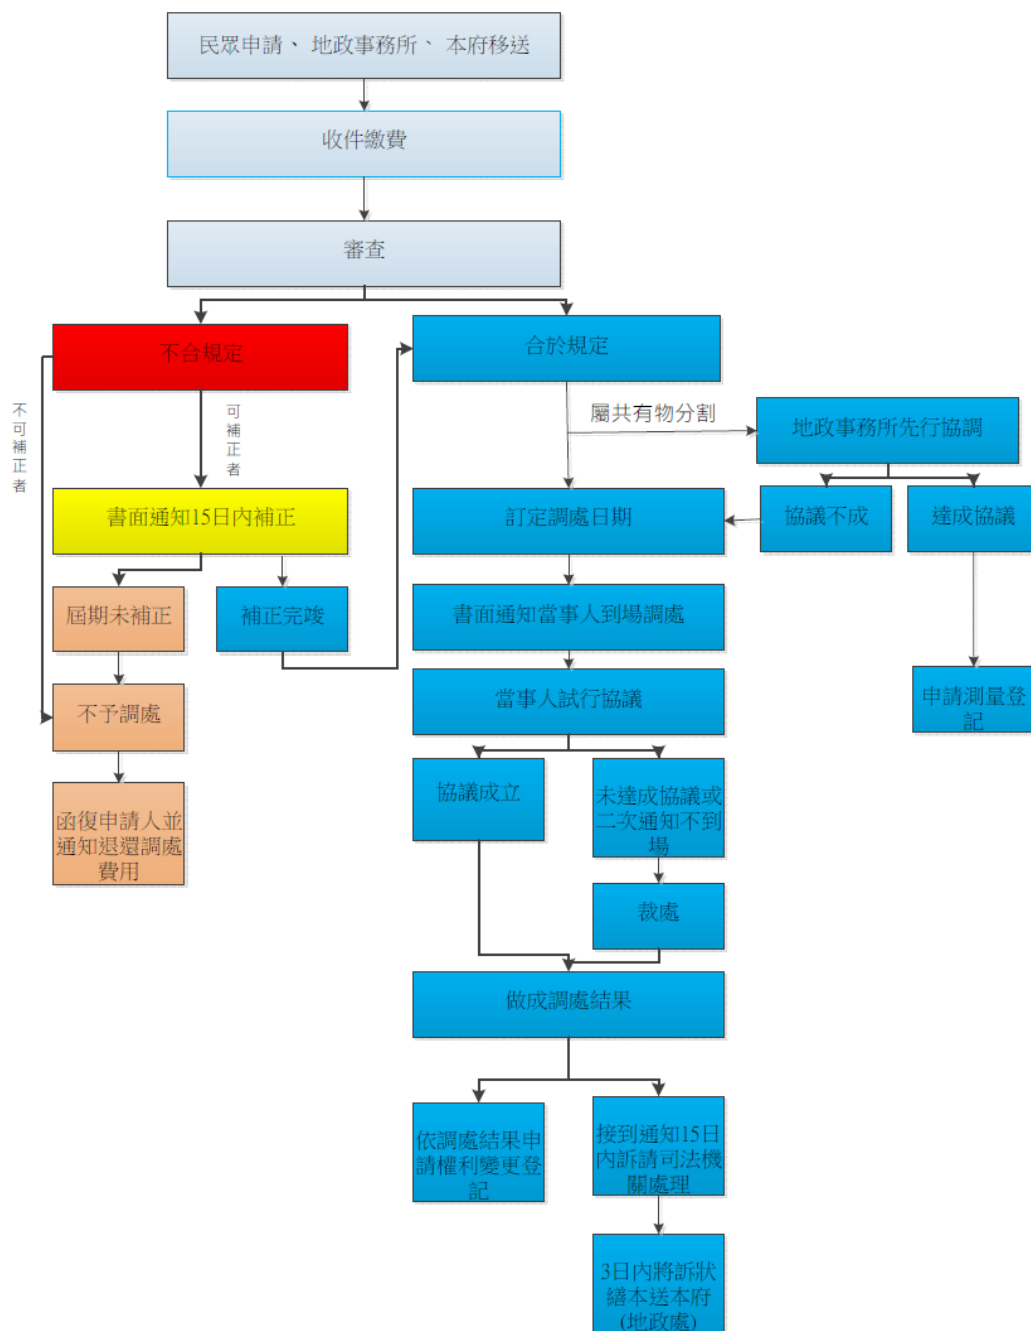 民眾申請、 地政事務所、 本府移送
收件繳費
審查
不合規定
合於規定
不可補正者
可補正者
屬共有物分割
地政事務所先行協調
書面通知15日內補正
訂定調處日期
協議不成
達成協議
屆期未補正
補正完竣
書面通知當事人到場調處
不予調處
當事人試行協議
申請測量登
記
函復申請人並
通知退還調處
費用
協議成立
未達成協議或
二次通知不到
場
裁處
做成調處結果
依調處結果申
請權利變更登
記
接到通知15日
內訴請司法機
關處理
3日內將訴狀
繕本送本府
(地政處)